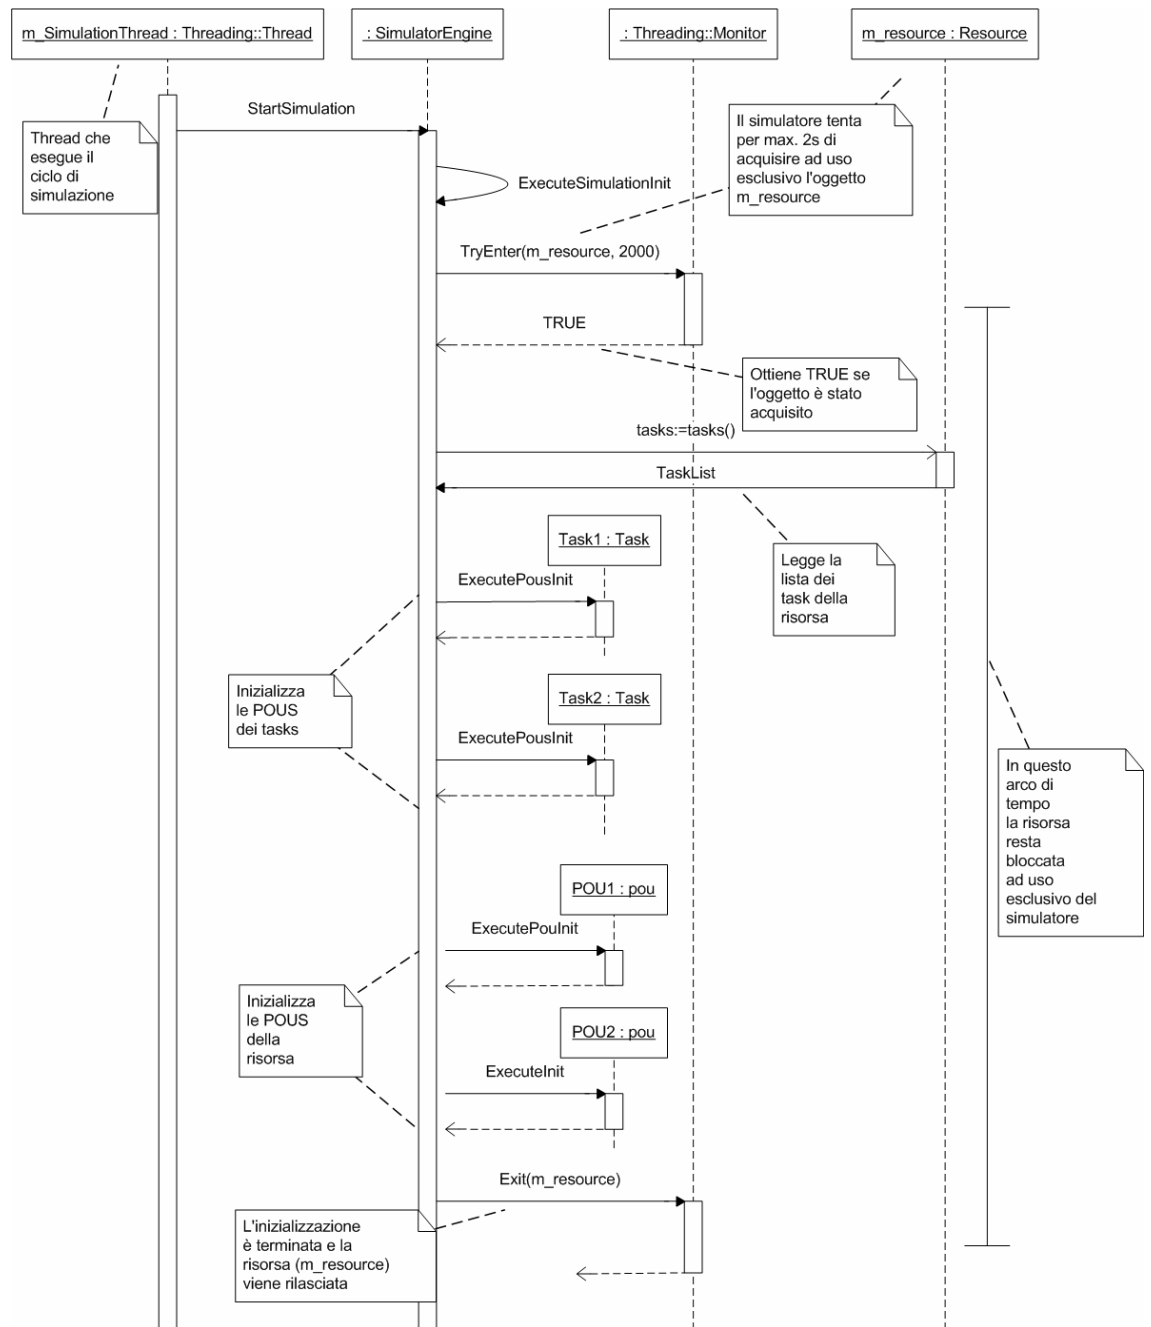 m_SimulationThread : Threading::Thread
: SimulatorEngine
: Threading::Monitor
m_resource : Resource
StartSimulation
Thread che
esegue il
ciclo di
simulazione
Il simulatore tenta
per max. 2s di
acquisire ad uso
esclusivo l'oggetto
m_resource
ExecuteSimulationInit
TryEnter(m_resource, 2000)
TRUE
Ottiene TRUE se
l'oggetto è stato
acquisito
tasks:=tasks()
TaskList
Task1 : Task
Legge la
lista dei
task della
risorsa
ExecutePousInit
Inizializza
le POUS
dei tasks
Task2 : Task
ExecutePousInit
In questo
arco di
tempo
la risorsa
resta
bloccata
ad uso
esclusivo del
simulatore
POU1 : pou
ExecutePouInit
Inizializza
le POUS
della
risorsa
POU2 : pou
ExecuteInit
Exit(m_resource)
L'inizializzazione
è terminata e la
risorsa (m_resource)
viene rilasciata